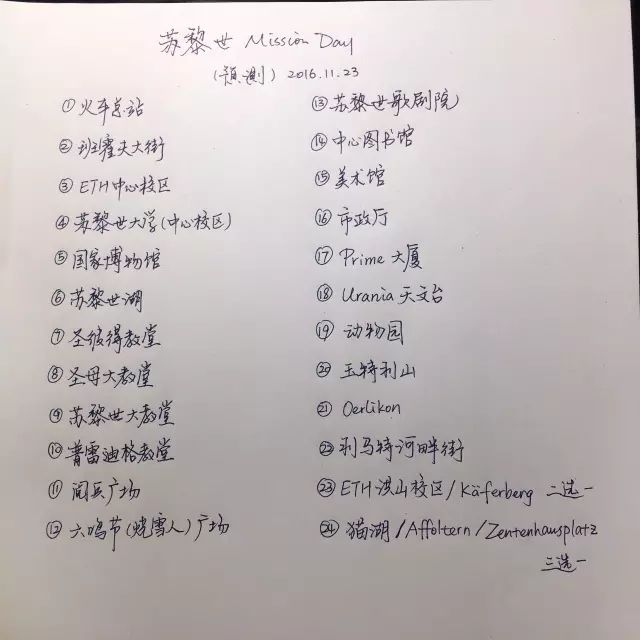 苏黎世 Mission Day
(预测) 2016.11.23
① 火车总站
② 班霍夫大街
③ ETH中心校区
④ 苏黎世大学(中心校区)
⑤ 国家博物馆
⑥ 苏黎世湖
⑦ 圣彼得教堂
⑧ 圣母大教堂
⑨ 苏黎世大教堂
⑩ 普雷迪格教堂
⑪ 阅兵广场
⑫ 六鸣节(烧雪人)广场
⑬ 苏黎世歌剧院
⑭ 中心图书馆
⑮ 美术馆
⑯ 市政厅
⑰ Prime 大厦
⑱ Urania 天文台
⑲ 动物园
⑳ 玉特利山
㉑ Oerlikon
㉒ 利马特河畔街
㉓ ETH 洪山校区/Käferberg 二选一
㉔ 猫湖/Affoltern/Zentenhausplatz
三选一